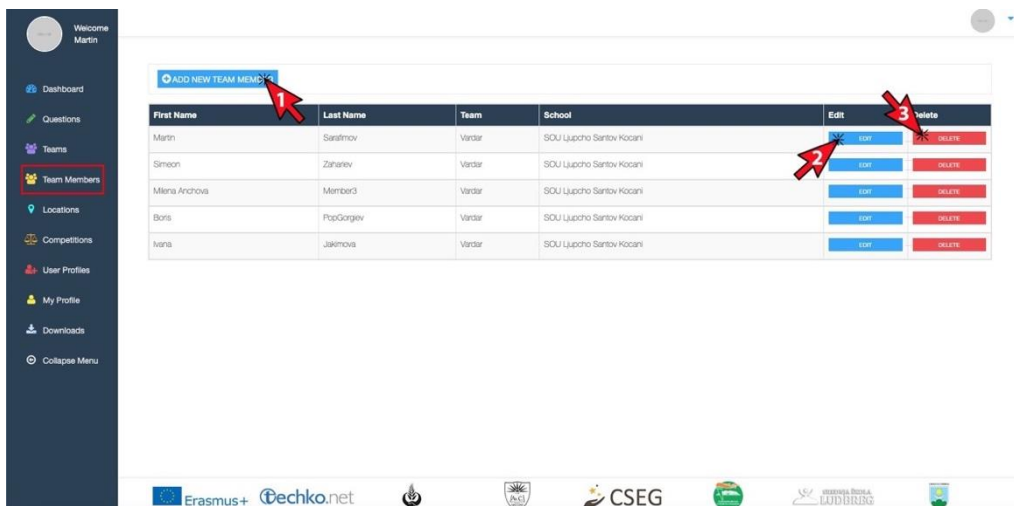 Welcome
Martin
Dashboard
Questions
Teams
Team Members
Locations
Competitions
User Profiles
My Profile
Downloads
Collapse Menu
ADD NEW TEAM MEMBER
1
First Name Last Name Team School Edit Delete
3
Martin Sarafimov Vardar SOU Ljupcho Santov Kocani EDIT DELETE
2
Simeon Zahariev Vardar SOU Ljupcho Santov Kocani EDIT DELETE
Milena Anchova Member3 Vardar SOU Ljupcho Santov Kocani EDIT DELETE
Boris PopGorgiev Vardar SOU Ljupcho Santov Kocani EDIT DELETE
Ivana Jakimova Vardar SOU Ljupcho Santov Kocani EDIT DELETE
Erasmus+ techko.net CSEG LUDBREG